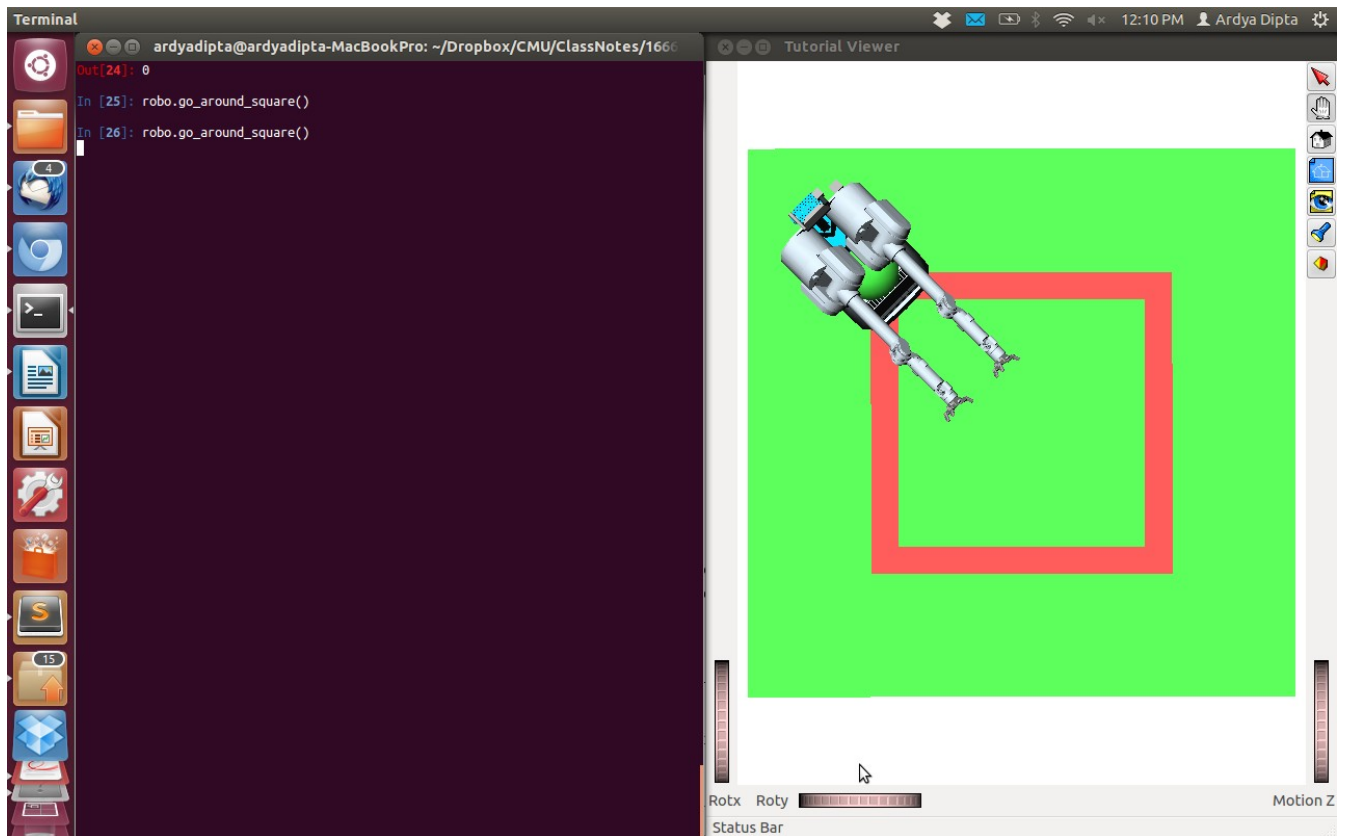 Terminal
12:10 PM Ardya Dipta
ardyadipta@ardyadipta-MacBookPro: ~/Dropbox/CMU/ClassNotes/1666
Out[24]: 0
In [25]: robo.go_around_square()
In [26]: robo.go_around_square()
4
>_
S
15
Tutorial Viewer
Rotx Roty Motion Z
Status Bar